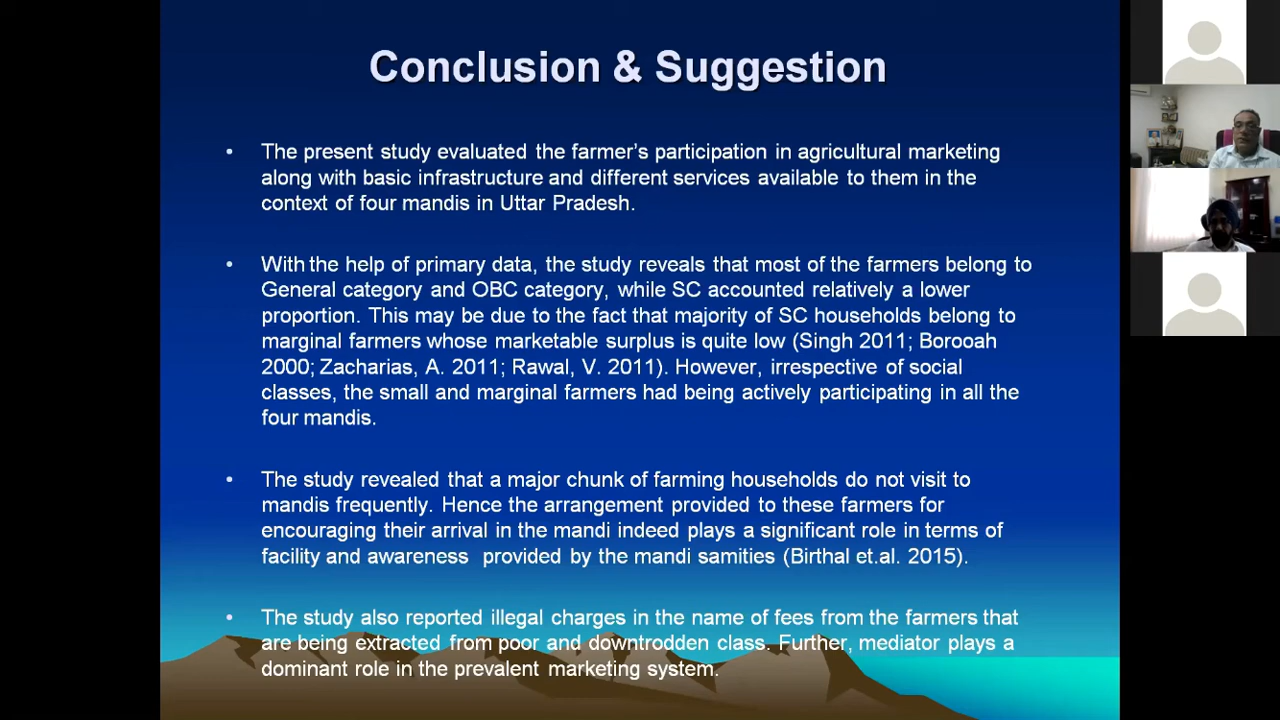 Conclusion & Suggestion
• The present study evaluated the farmer's participation in agricultural marketing
along with basic infrastructure and different services available to them in the
context of four mandis in Uttar Pradesh.
• With the help of primary data, the study reveals that most of the farmers belong to
General category and OBC category, while SC accounted relatively a lower
proportion. This may be due to the fact that majority of SC households belong to
marginal farmers whose marketable surplus is quite low (Singh 2011; Borooah
2000; Zacharias, A. 2011; Rawal, V. 2011). However, irrespective of social
classes, the small and marginal farmers had being actively participating in all the
four mandis.
• The study revealed that a major chunk of farming households do not visit to
mandis frequently. Hence the arrangement provided to these farmers for
encouraging their arrival in the mandi indeed plays a significant role in terms of
facility and awareness provided by the mandi samities (Birthal et.al. 2015).
• The study also reported illegal charges in the name of fees from the farmers that
are being extracted from poor and downtrodden class. Further, mediator plays a
dominant role in the prevalent marketing system.